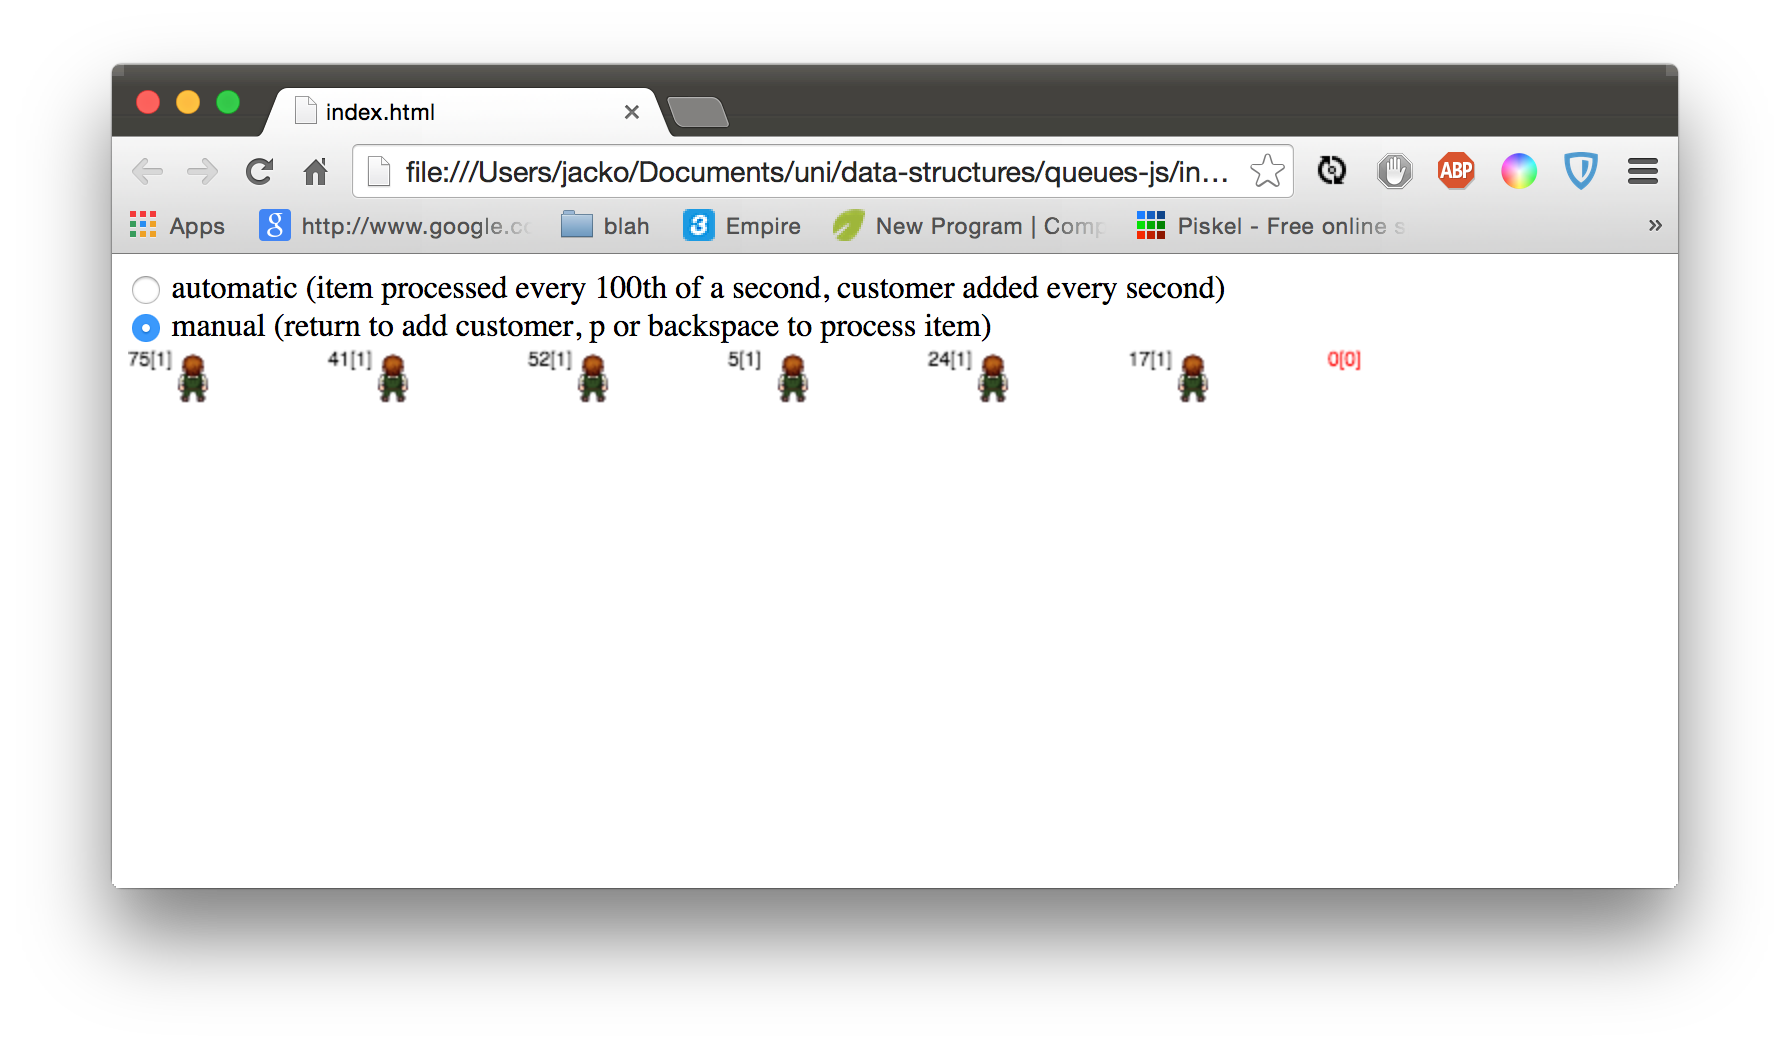 index.html
file:///Users/jacko/Documents/uni/data-structures/queues-js/in...
ABP
Apps
g http://www.google.co
blah
3 Empire
New Program | Comp
Piskel - Free online s
»
automatic (item processed every 100th of a second, customer added every second)
manual (return to add customer, p or backspace to process item)
75[1] 41[1] 52[1] 5[1] 24[1] 17[1] 0[0]